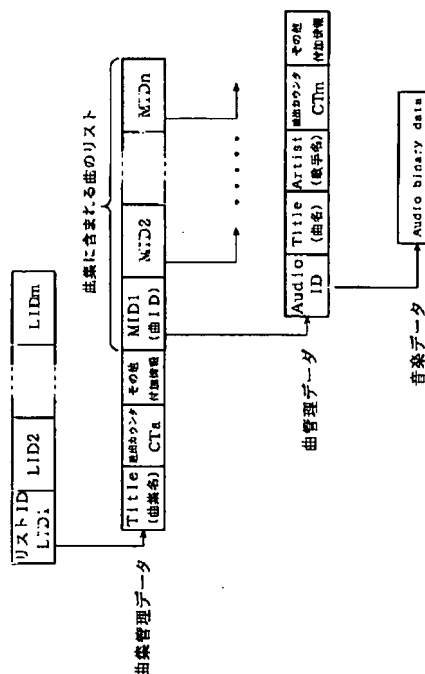 リストID
LID1
LID2
LIDm
曲集管理データ
Title
(曲集名)
読出カウンタ
CTa
その他
付加情報
曲集に含まれる曲のリスト
MID1
(曲ID)
MID2
MIDn
曲管理データ
Audio
ID
Title
(曲名)
Artist
(歌手名)
読出カウンタ
CTm
その他
付加情報
音楽データ
Audio binary data